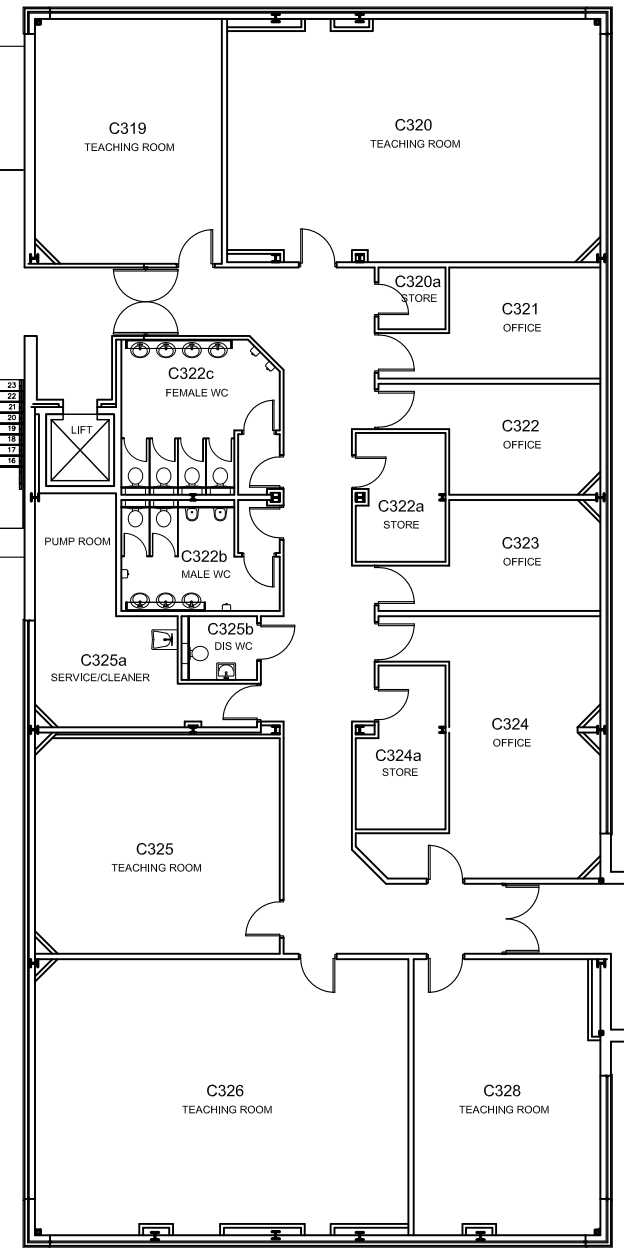 C319
TEACHING ROOM
C320
TEACHING ROOM
C320a
STORE
C321
OFFICE
C322c
FEMALE WC
23
22
21
20
19
18
17
16
LIFT
C322
OFFICE
C322a
STORE
PUMP ROOM
C322b
MALE WC
C323
OFFICE
C325b
DIS WC
C325a
SERVICE/CLEANER
C324
OFFICE
C324a
STORE
C325
TEACHING ROOM
C326
TEACHING ROOM
C328
TEACHING ROOM